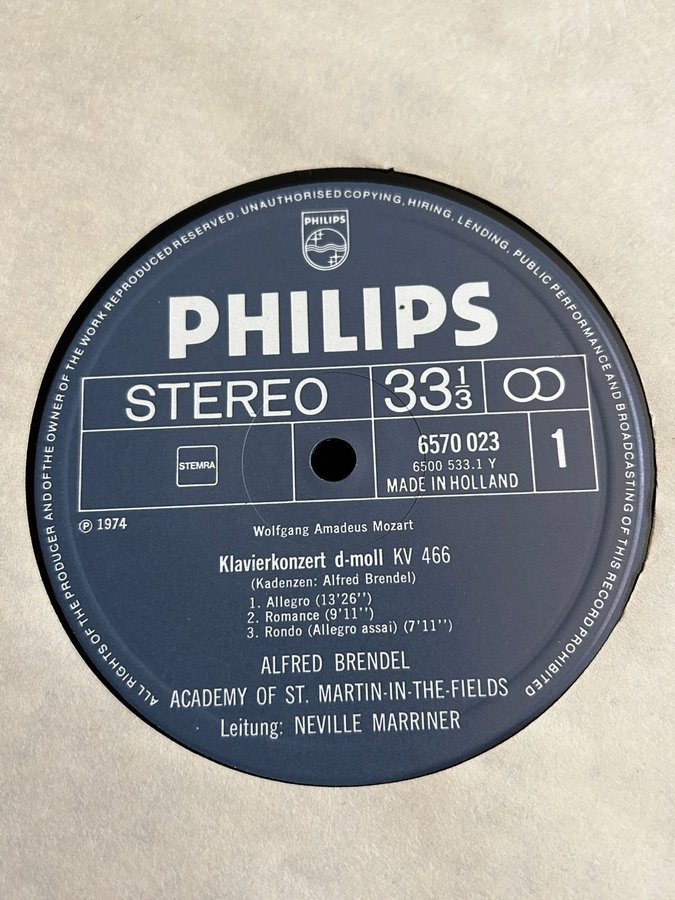 ALL RIGHTS OF THE PRODUCER AND OF THE OWNER OF THE WORK REPRODUCED RESERVED. UNAUTHORISED COPYING, HIRING, LENDING, PUBLIC PERFORMANCE AND BROADCASTING OF THIS RECORD PROHIBITED
PHILIPS
PHILIPS
STEREO 33 1/3
STEMRA
6570 023
6500 533.1 Y
MADE IN HOLLAND
1
℗ 1974
Wolfgang Amadeus Mozart
Klavierkonzert d-moll KV 466
(Kadenzen: Alfred Brendel)
1. Allegro (13'26'')
2. Romance (9'11'')
3. Rondo (Allegro assai) (7'11'')
ALFRED BRENDEL
ACADEMY OF ST. MARTIN-IN-THE-FIELDS
Leitung: NEVILLE MARRINER